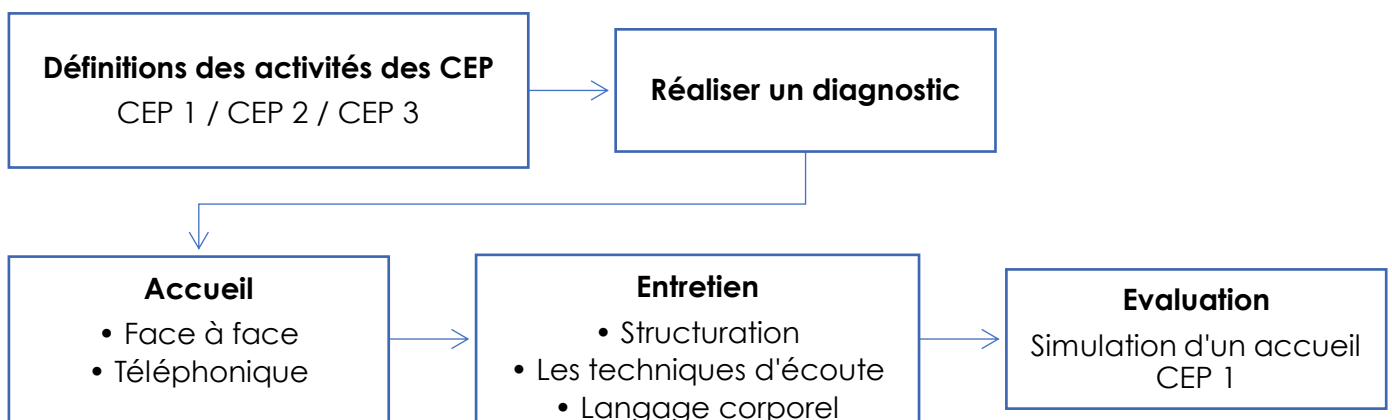 Définitions des activités des CEP
CEP 1 / CEP 2 / CEP 3
Réaliser un diagnostic
Accueil
• Face à face
• Téléphonique
Entretien
• Structuration
• Les techniques d'écoute
• Langage corporel
Evaluation
Simulation d'un accueil
CEP 1